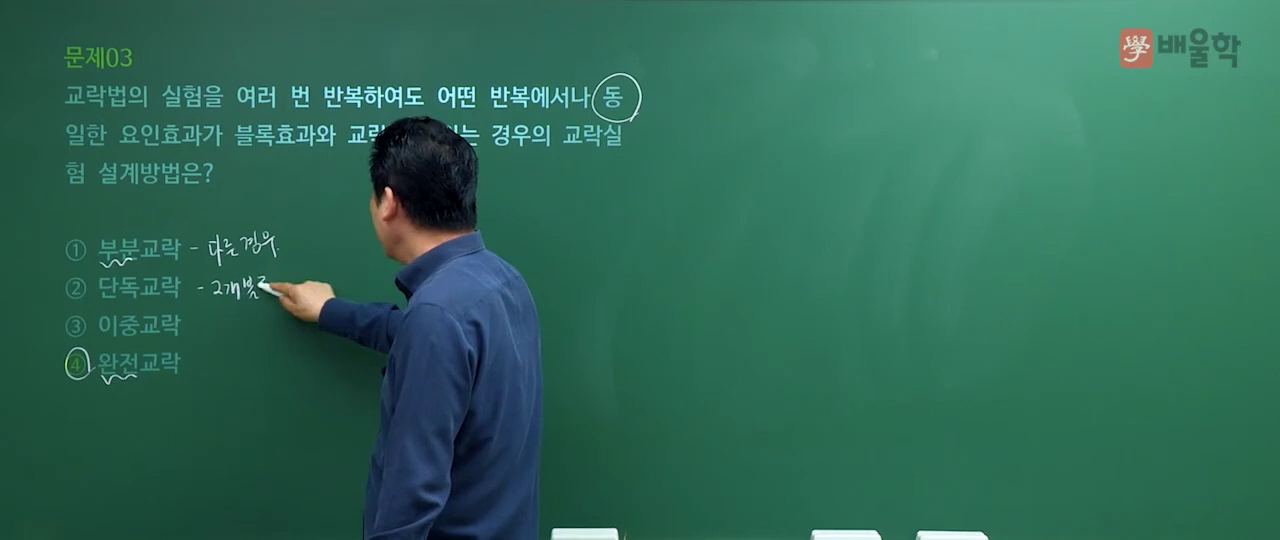 學 배울학
문제03
교락법의 실험을 여러 번 반복하여도 어떤 반복에서나 동
일한 요인효과가 블록효과와 는 경우의 교락실
험 설계방법은?
① 부분교락 - 다른경우.
② 단독교락 - 2개
③ 이중교락
④ 완전교락